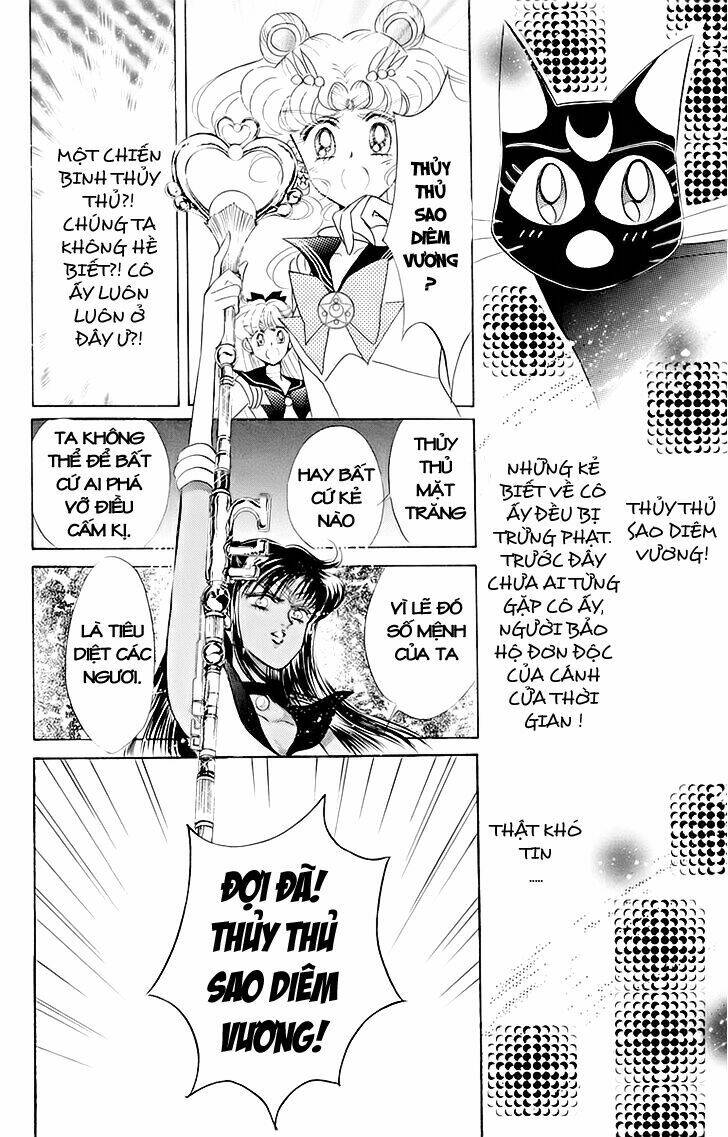 THỦY THỦ
SAO DIÊM
VƯƠNG!
NHỮNG KẺ
BIẾT VỀ CÔ
ẤY ĐỀU BỊ
TRỪNG PHẠT.
TRƯỚC ĐÂY
CHƯA AI TỪNG
GẶP CÔ ẤY,
NGƯỜI BẢO
HỘ ĐƠN ĐỘC
CỦA CÁNH
CỬA THỜI
GIAN !
THẬT KHÓ
TIN
.....
THỦY
THỦ
SAO
DIÊM
VƯƠNG
?
MỘT CHIẾN
BINH THỦY
THỦ?!
CHÚNG TA
KHÔNG HỀ
BIẾT?! CÔ
ẤY LUÔN
LUÔN Ở
ĐÂY Ư?!
THỦY
THỦ
MẶT
TRĂNG
HAY BẤT
CỨ KẺ
NÀO
TA KHÔNG
THỂ ĐỂ BẤT
CỨ AI PHÁ
VỠ ĐIỀU
CẤM KỊ.
VÌ LẼ ĐÓ
SỐ MỆNH
CỦA TA
LÀ TIÊU
DIỆT CÁC
NGƯƠI.
ĐỢI ĐÃ!
THỦY THỦ
SAO DIÊM
VƯƠNG!